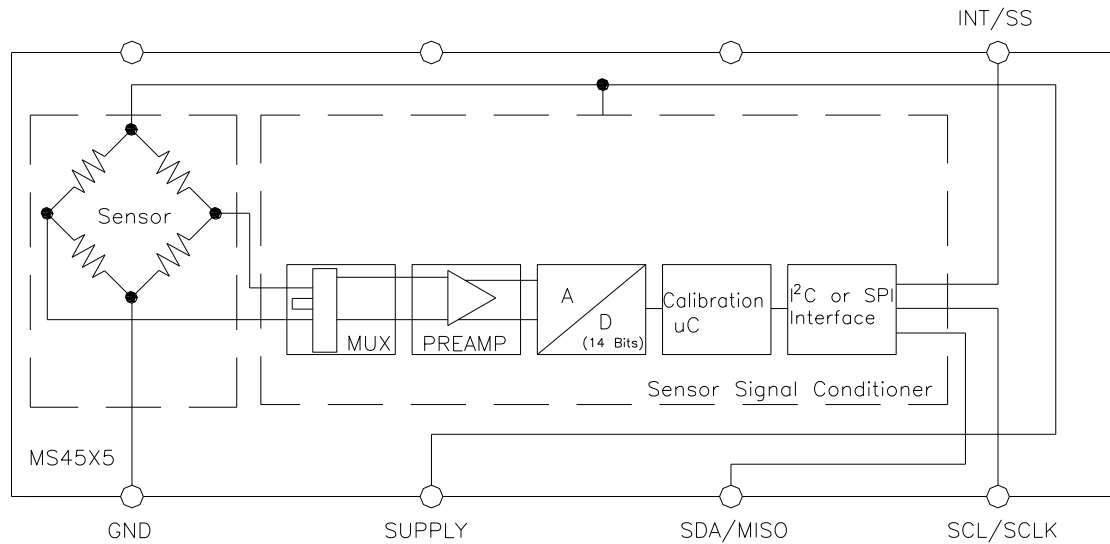 INT/SS
Sensor
MUX
PREAMP
A
D
(14 Bits)
Calibration
uC
I²C or SPI
Interface
Sensor Signal Conditioner
MS45X5
GND
SUPPLY
SDA/MISO
SCL/SCLK